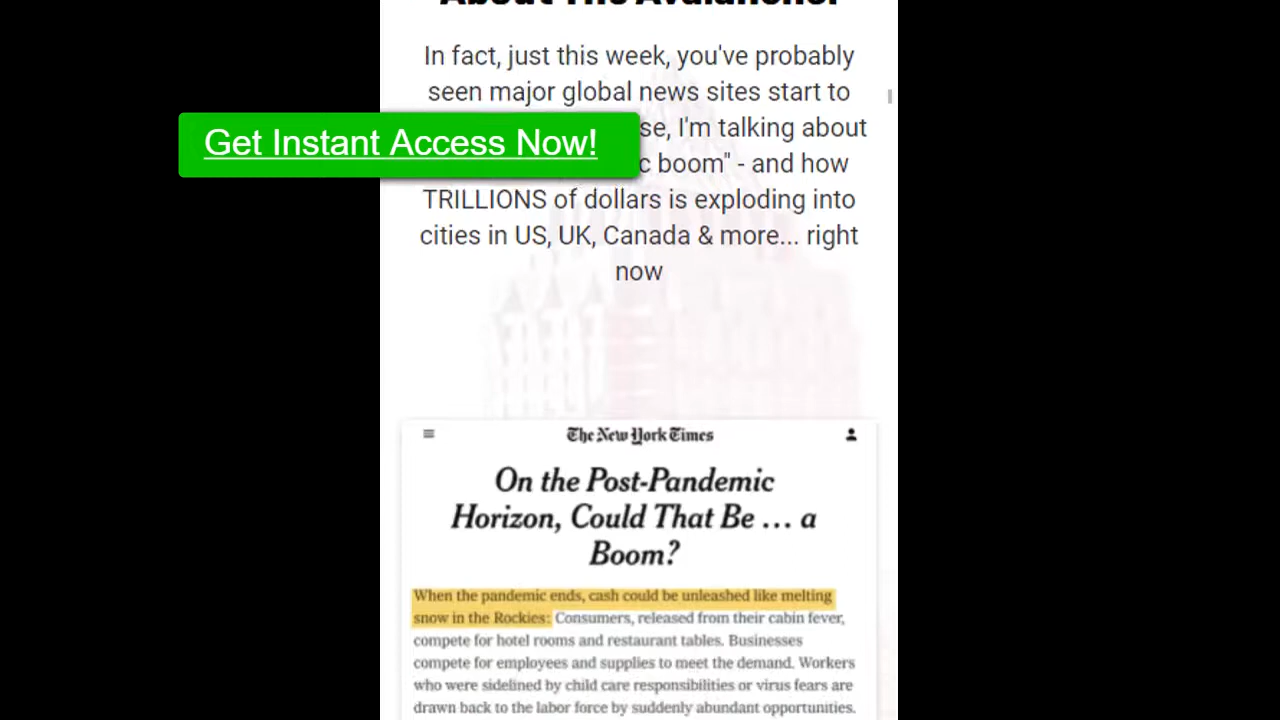 In fact, just this week, you've probably
seen major global news sites start to
Get Instant Access Now!
se, I'm talking about
c boom" - and how
TRILLIONS of dollars is exploding into
cities in US, UK, Canada & more... right
now
The New York Times
On the Post-Pandemic
Horizon, Could That Be ... a
Boom?
When the pandemic ends, cash could be unleashed like melting
snow in the Rockies: Consumers, released from their cabin fever,
compete for hotel rooms and restaurant tables. Businesses
compete for employees and supplies to meet the demand. Workers
who were sidelined by child care responsibilities or virus fears are
drawn back to the labor force by suddenly abundant opportunities.